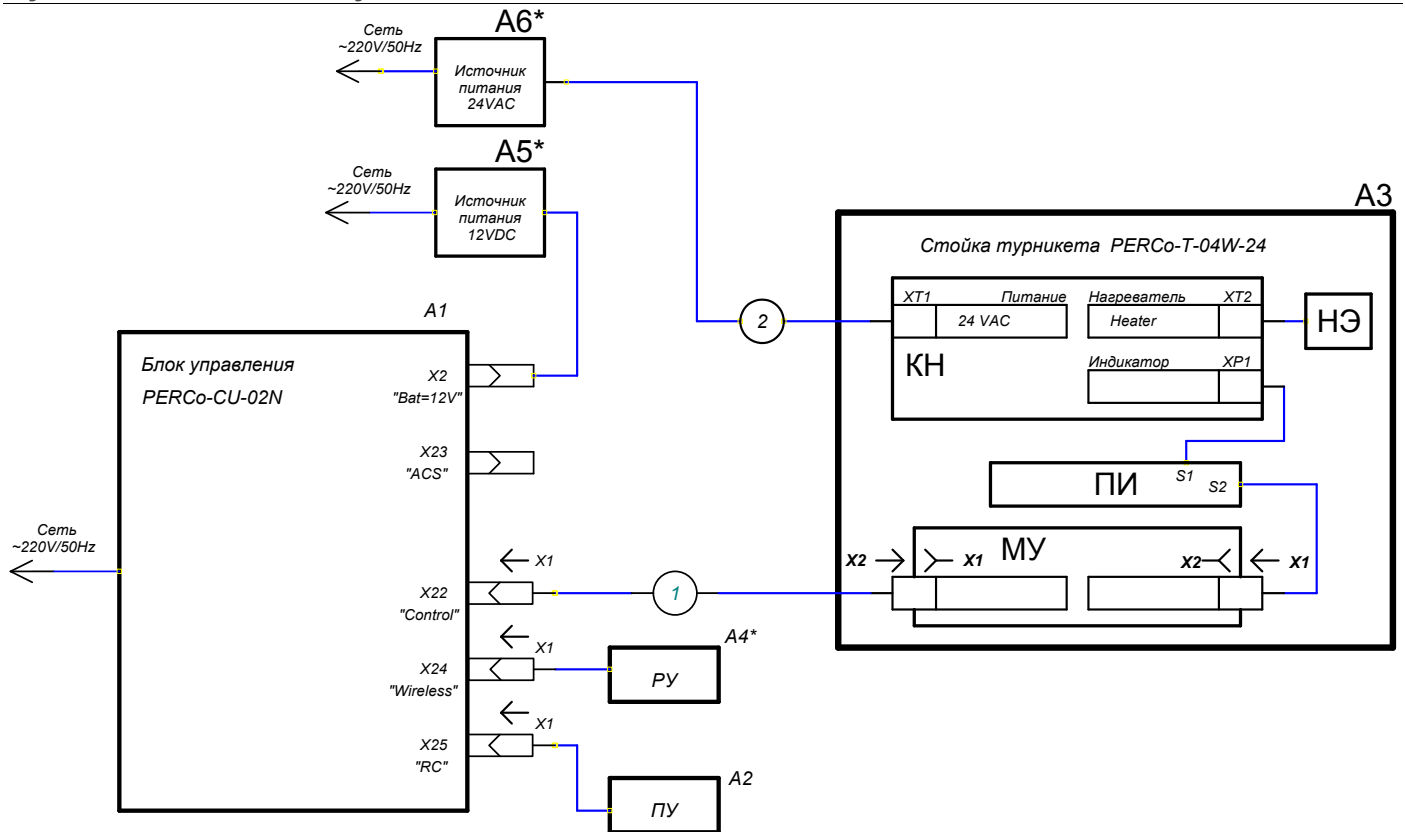 A6*
Сеть
~220V/50Hz
Источник
питания
24VAC
A5*
Сеть
~220V/50Hz
Источник
питания
12VDC
A3
Стойка турникета PERCo-T-04W-24
XT1 Питание Нагреватель XT2
24 VAC Heater НЭ
КН
Индикатор XP1
2
A1
Блок управления
PERCo-CU-02N
X2
"Bat=12V"
X23
"ACS"
ПИ S1 S2
МУ
X2 X1 X2 X1
Сеть
~220V/50Hz
X1
X22
"Control"
1
X1
X24
"Wireless"
A4*
РУ
X1
X25
"RC"
A2
ПУ